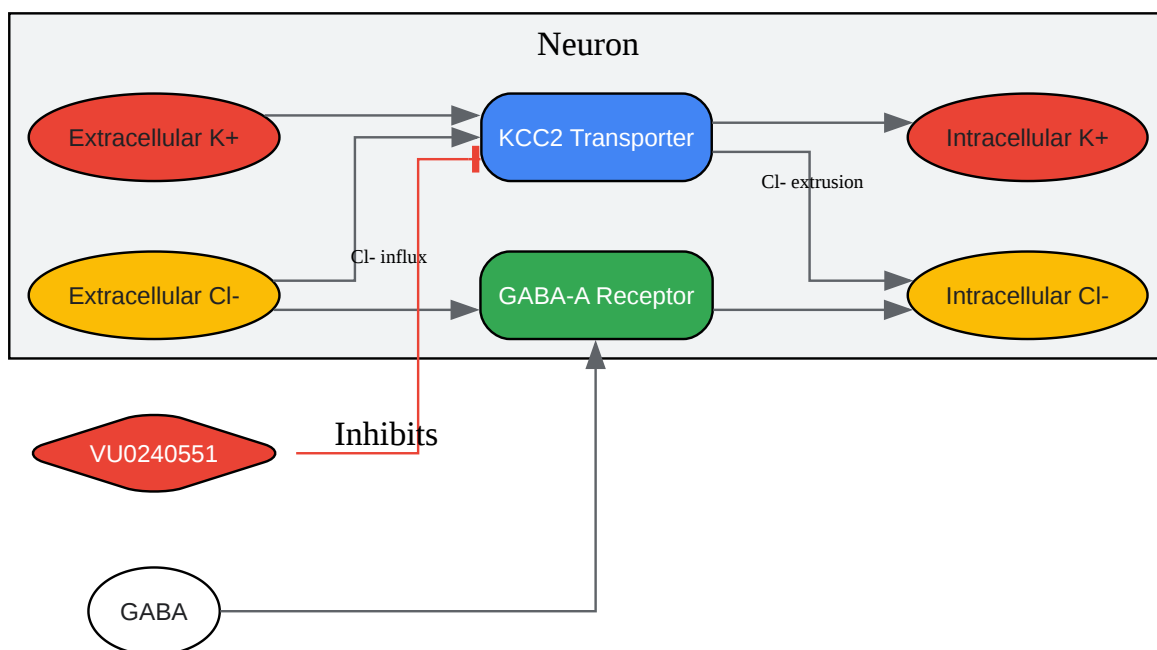 Neuron
Extracellular K+
KCC2 Transporter
Intracellular K+
Cl- extrusion
Cl- influx
Extracellular Cl-
GABA-A Receptor
Intracellular Cl-
Inhibits
VU0240551
GABA